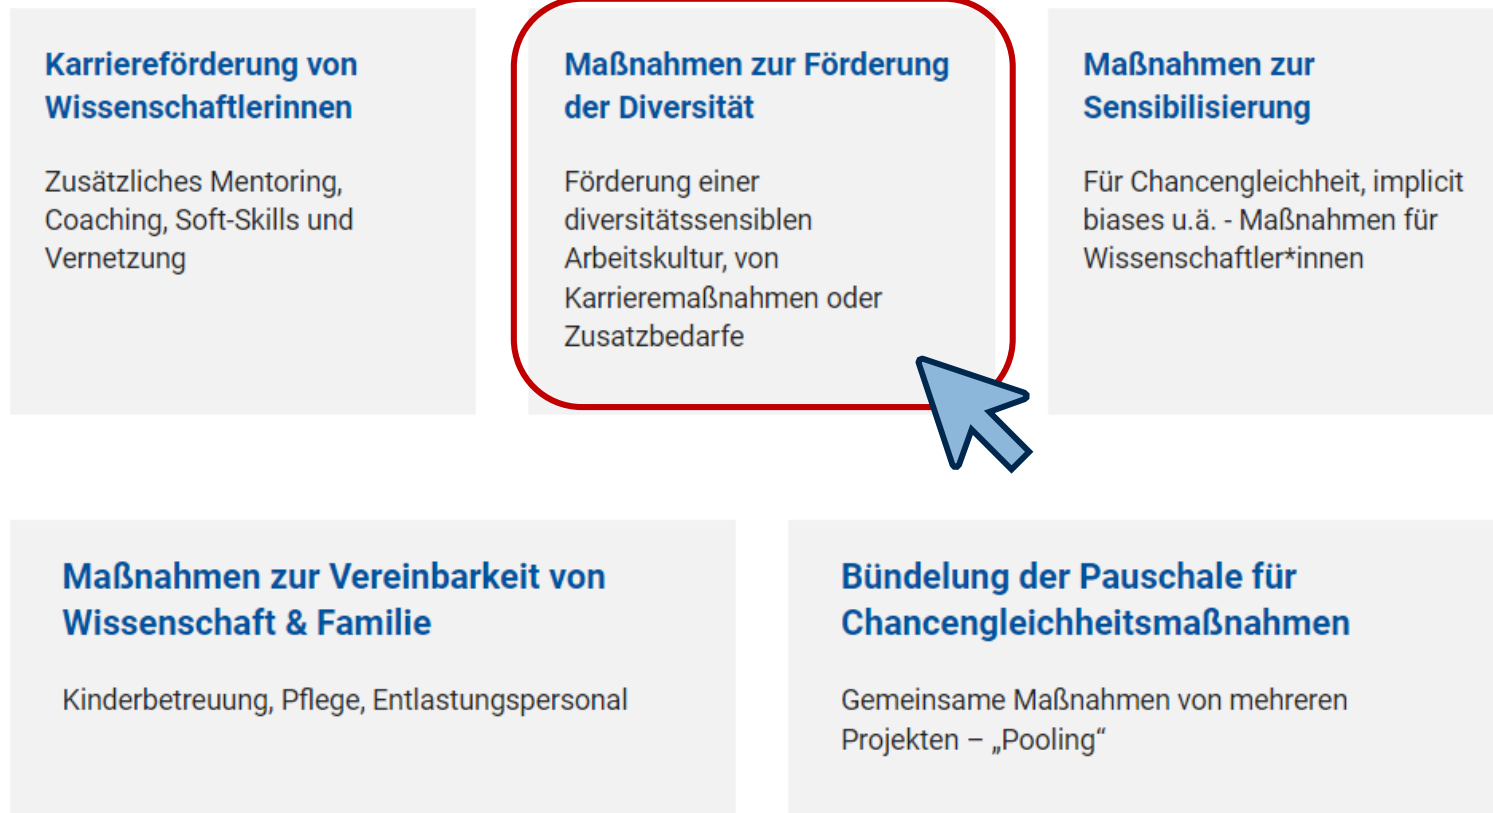 Karriereförderung von
Wissenschaftlerinnen
Zusätzliches Mentoring,
Coaching, Soft-Skills und
Vernetzung
Maßnahmen zur Förderung
der Diversität
Förderung einer
diversitätssensiblen
Arbeitskultur, von
Karrieremaßnahmen oder
Zusatzbedarfe
Maßnahmen zur
Sensibilisierung
Für Chancengleichheit, implicit
biases u.ä. - Maßnahmen für
Wissenschaftler*innen
Maßnahmen zur Vereinbarkeit von
Wissenschaft & Familie
Kinderbetreuung, Pflege, Entlastungspersonal
Bündelung der Pauschale für
Chancengleichheitsmaßnahmen
Gemeinsame Maßnahmen von mehreren
Projekten – „Pooling“